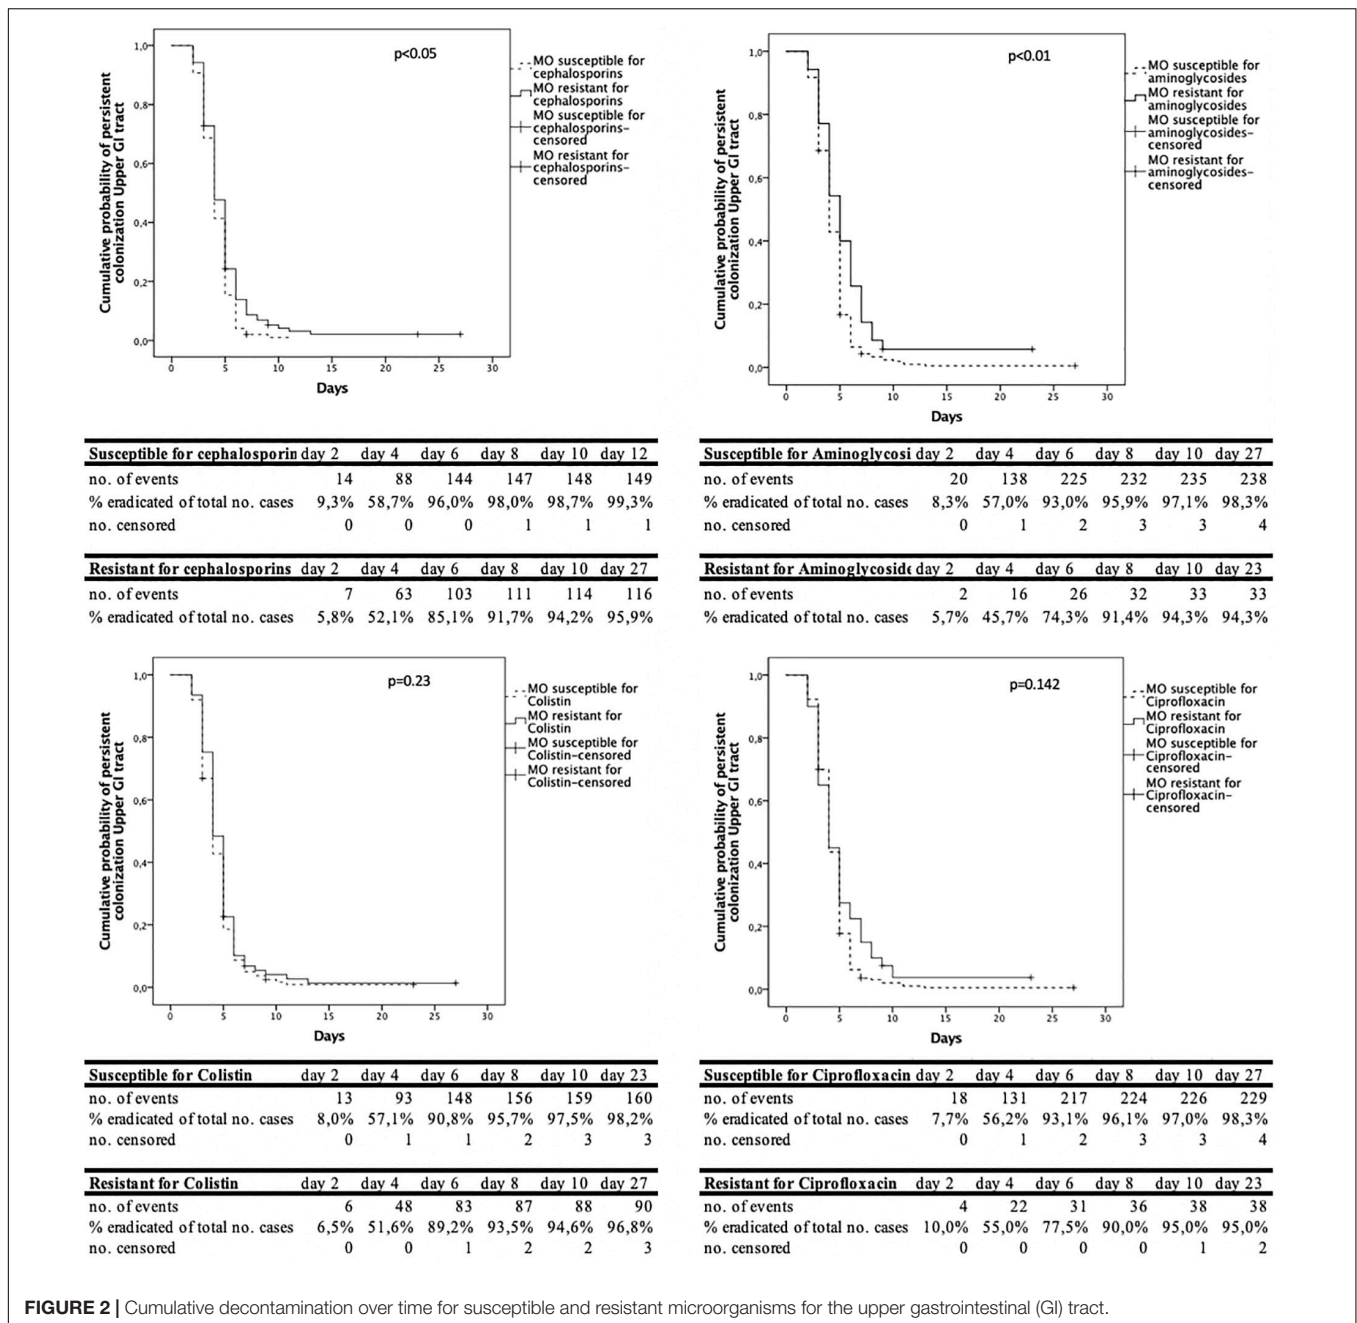 Cumulative probability of persistent
colonization Upper GI tract
1,0
0,8
0,6
0,4
0,2
0,0
0 5 10 15 20 25 30
Days
p<0.05
MO susceptible for
cephalosporins
MO resistant for
cephalosporins
MO susceptible for
cephalosporins-
censored
MO resistant for
cephalosporins-
censored
Susceptible for cephalosporin day 2 day 4 day 6 day 8 day 10 day 12
no. of events 14 88 144 147 148 149
% eradicated of total no. cases 9,3% 58,7% 96,0% 98,0% 98,7% 99,3%
no. censored 0 0 0 1 1 1
Resistant for cephalosporins day 2 day 4 day 6 day 8 day 10 day 27
no. of events 7 63 103 111 114 116
% eradicated of total no. cases 5,8% 52,1% 85,1% 91,7% 94,2% 95,9%
Cumulative probability of persistent
colonization Upper GI tract
1,0
0,8
0,6
0,4
0,2
0,0
0 5 10 15 20 25 30
Days
p<0.01
MO susceptible for
aminoglycosides
MO resistant for
aminoglycosides
MO susceptible for
aminoglycosides-
censored
MO resistant for
aminoglycosides-
censored
Susceptible for Aminoglycosi day 2 day 4 day 6 day 8 day 10 day 27
no. of events 20 138 225 232 235 238
% eradicated of total no. cases 8,3% 57,0% 93,0% 95,9% 97,1% 98,3%
no. censored 0 1 2 3 3 4
Resistant for Aminoglycoside day 2 day 4 day 6 day 8 day 10 day 23
no. of events 2 16 26 32 33 33
% eradicated of total no. cases 5,7% 45,7% 74,3% 91,4% 94,3% 94,3%
Cumulative probability of persistent
colonization Upper GI tract
1,0
0,8
0,6
0,4
0,2
0,0
0 5 10 15 20 25 30
Days
p=0.23
MO susceptible for
Colistin
MO resistant for
Colistin
MO susceptible for
Colistin-censored
MO resistant for
Colistin-censored
Susceptible for Colistin day 2 day 4 day 6 day 8 day 10 day 23
no. of events 13 93 148 156 159 160
% eradicated of total no. cases 8,0% 57,1% 90,8% 95,7% 97,5% 98,2%
no. censored 0 1 1 2 3 3
Resistant for Colistin day 2 day 4 day 6 day 8 day 10 day 27
no. of events 6 48 83 87 88 90
% eradicated of total no. cases 6,5% 51,6% 89,2% 93,5% 94,6% 96,8%
no. censored 0 0 1 2 2 3
Cumulative probability of persistent
colonization Upper GI tract
1,0
0,8
0,6
0,4
0,2
0,0
0 5 10 15 20 25 30
Days
p=0.142
MO susceptible for
Ciprofloxacin
MO resistant for
Ciprofloxacin
MO susceptible for
Ciprofloxacin-
censored
MO resistant for
Ciprofloxacin-
censored
Susceptible for Ciprofloxacin day 2 day 4 day 6 day 8 day 10 day 27
no. of events 18 131 217 224 226 229
% eradicated of total no. cases 7,7% 56,2% 93,1% 96,1% 97,0% 98,3%
no. censored 0 1 2 3 3 4
Resistant for Ciprofloxacin day 2 day 4 day 6 day 8 day 10 day 23
no. of events 4 22 31 36 38 38
% eradicated of total no. cases 10,0% 55,0% 77,5% 90,0% 95,0% 95,0%
no. censored 0 0 0 0 1 2
FIGURE 2 | Cumulative decontamination over time for susceptible and resistant microorganisms for the upper gastrointestinal (GI) tract.